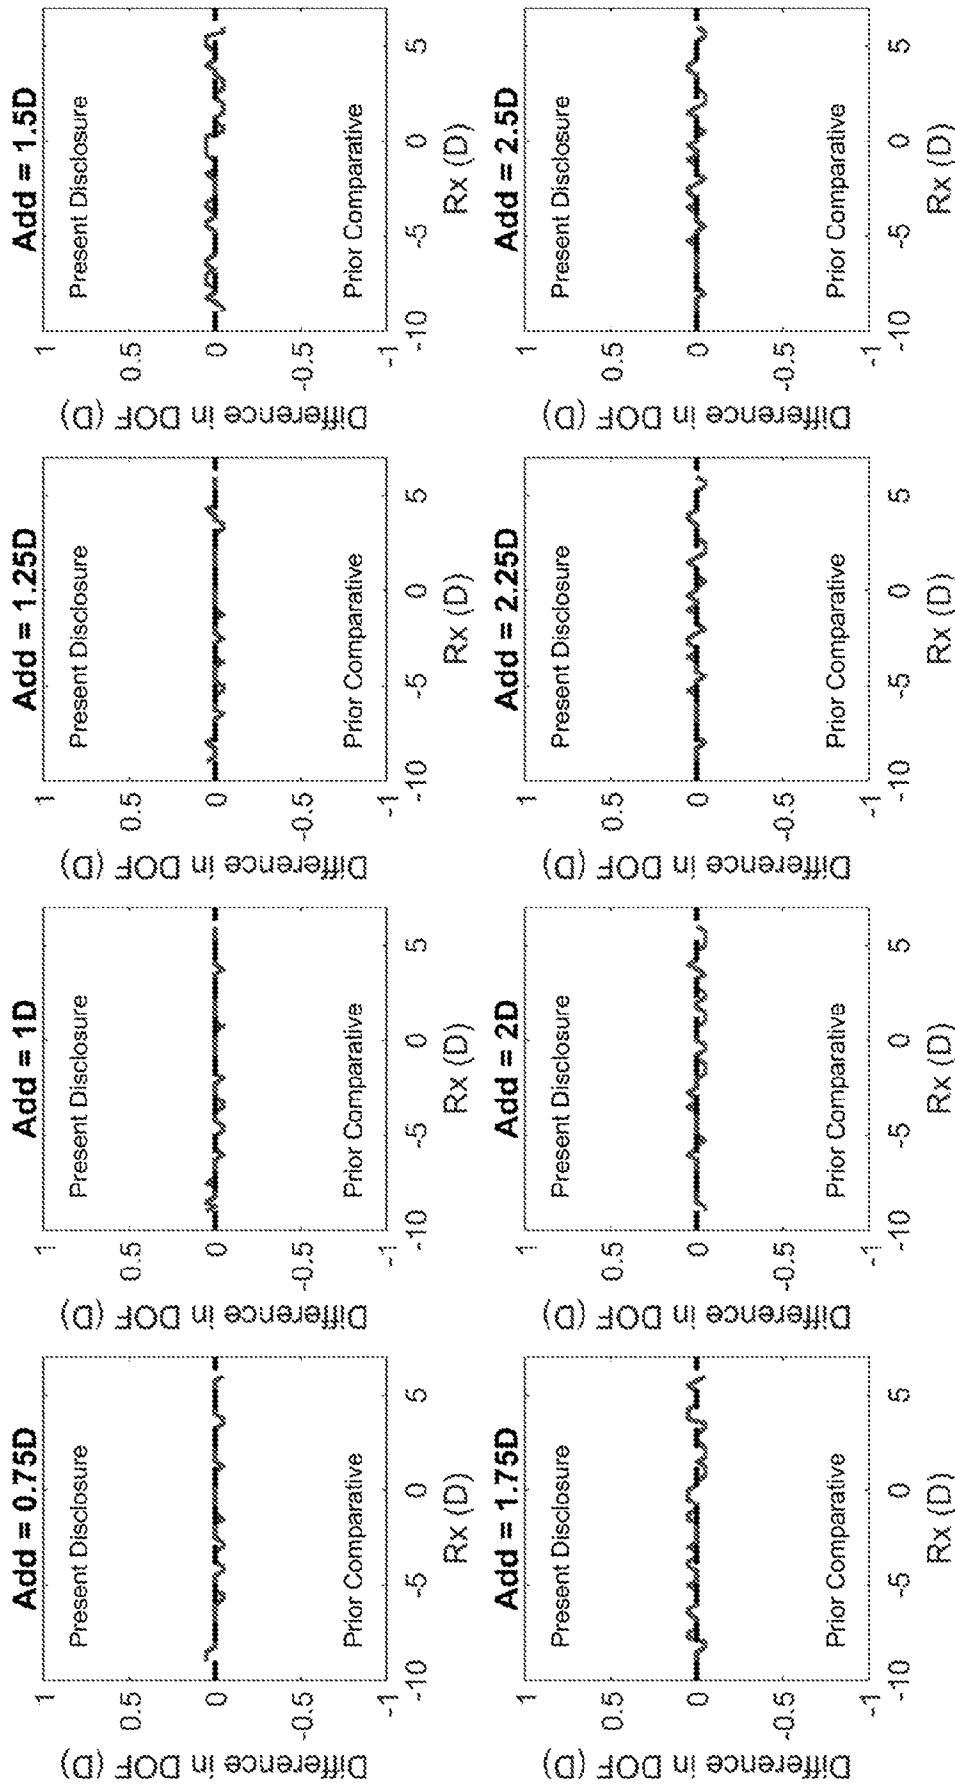 Add = 0.75D
1
0.5
0
-0.5
-1
Difference in DOF (D)
Present Disclosure
Prior Comparative
-10
-5
0
5
Rx (D)
Add = 1D
1
0.5
0
-0.5
-1
Difference in DOF (D)
Present Disclosure
Prior Comparative
-10
-5
0
5
Rx (D)
Add = 1.25D
1
0.5
0
-0.5
-1
Difference in DOF (D)
Present Disclosure
Prior Comparative
-10
-5
0
5
Rx (D)
Add = 1.5D
1
0.5
0
-0.5
-1
Difference in DOF (D)
Present Disclosure
Prior Comparative
-10
-5
0
5
Rx (D)
Add = 1.75D
1
0.5
0
-0.5
-1
Difference in DOF (D)
Present Disclosure
Prior Comparative
-10
-5
0
5
Rx (D)
Add = 2D
1
0.5
0
-0.5
-1
Difference in DOF (D)
Present Disclosure
Prior Comparative
-10
-5
0
5
Rx (D)
Add = 2.25D
1
0.5
0
-0.5
-1
Difference in DOF (D)
Present Disclosure
Prior Comparative
-10
-5
0
5
Rx (D)
Add = 2.5D
1
0.5
0
-0.5
-1
Difference in DOF (D)
Present Disclosure
Prior Comparative
-10
-5
0
5
Rx (D)